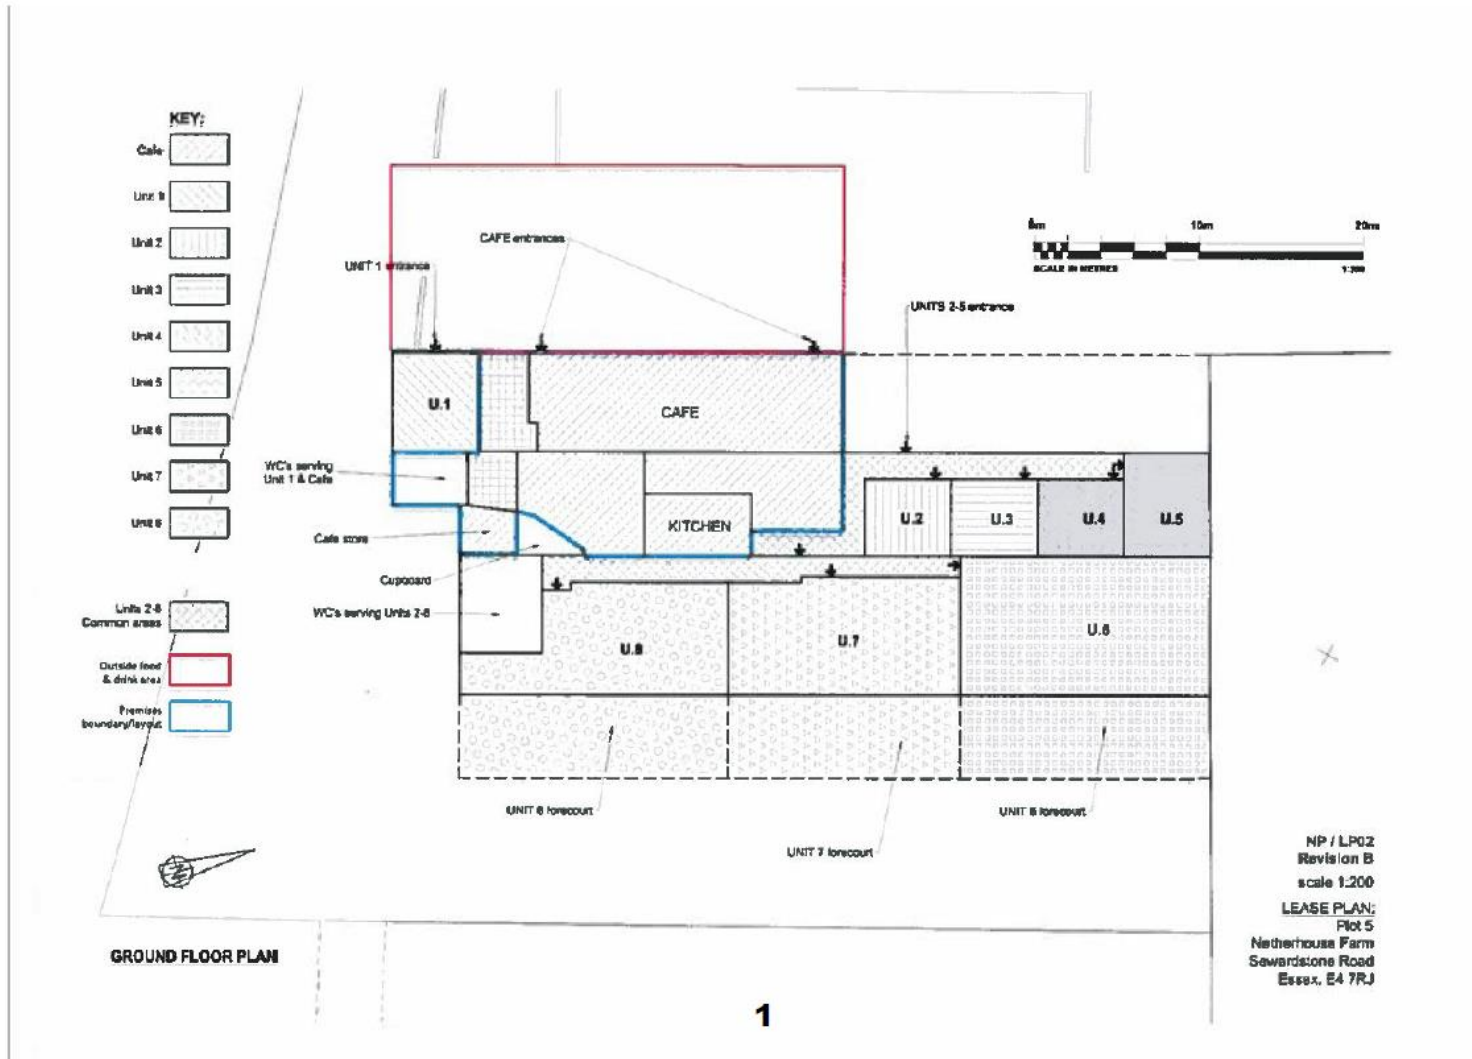 KEY:
Cafe
Unit 1
Unit 2
Unit 3
Unit 4
Unit 5
Unit 6
Unit 7
Unit 8
Units 2-8
Common areas
Outside food
& drink area
Premises
boundary/layout
CAFE entrances
UNIT 1 entrance
0m 10m 20m
SCALE IN METRES 1:200
UNITS 2-5 entrance
U.1
CAFE
WC's serving
Unit 1 & Cafe
KITCHEN
U.2
U.3
U.4
U.5
Cafe store
Cupboard
WC's serving Units 2-8
U.8
U.7
U.6
UNIT 8 forecourt
UNIT 7 forecourt
UNIT 6 forecourt
NP / LP02
Revision B
scale 1:200
LEASE PLAN:
Plot 5
Netherhouse Farm
Sewardstone Road
Essex. E4 7RJ
GROUND FLOOR PLAN
1